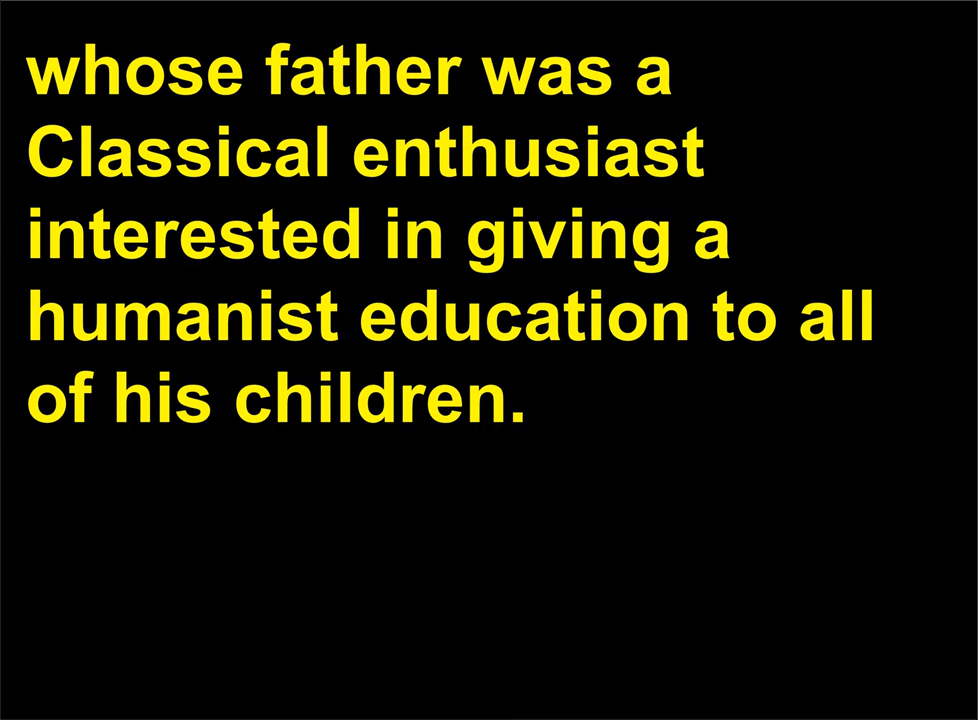 whose father was a
Classical enthusiast
interested in giving a
humanist education to all
of his children.